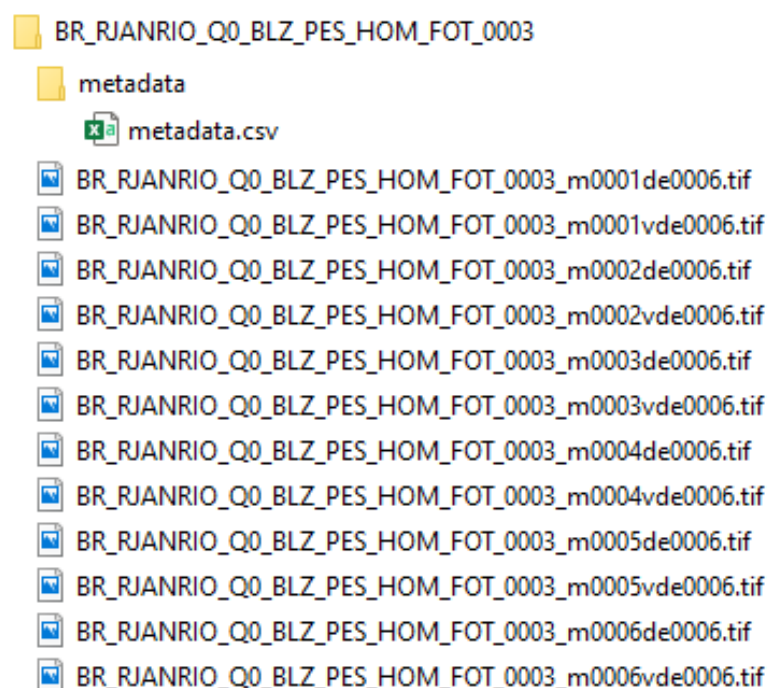 BR_RJANRIO_Q0_BLZ_PES_HOM_FOT_0003
metadata
metadata.csv
BR_RJANRIO_Q0_BLZ_PES_HOM_FOT_0003_m0001de0006.tif
BR_RJANRIO_Q0_BLZ_PES_HOM_FOT_0003_m0001vde0006.tif
BR_RJANRIO_Q0_BLZ_PES_HOM_FOT_0003_m0002de0006.tif
BR_RJANRIO_Q0_BLZ_PES_HOM_FOT_0003_m0002vde0006.tif
BR_RJANRIO_Q0_BLZ_PES_HOM_FOT_0003_m0003de0006.tif
BR_RJANRIO_Q0_BLZ_PES_HOM_FOT_0003_m0003vde0006.tif
BR_RJANRIO_Q0_BLZ_PES_HOM_FOT_0003_m0004de0006.tif
BR_RJANRIO_Q0_BLZ_PES_HOM_FOT_0003_m0004vde0006.tif
BR_RJANRIO_Q0_BLZ_PES_HOM_FOT_0003_m0005de0006.tif
BR_RJANRIO_Q0_BLZ_PES_HOM_FOT_0003_m0005vde0006.tif
BR_RJANRIO_Q0_BLZ_PES_HOM_FOT_0003_m0006de0006.tif
BR_RJANRIO_Q0_BLZ_PES_HOM_FOT_0003_m0006vde0006.tif